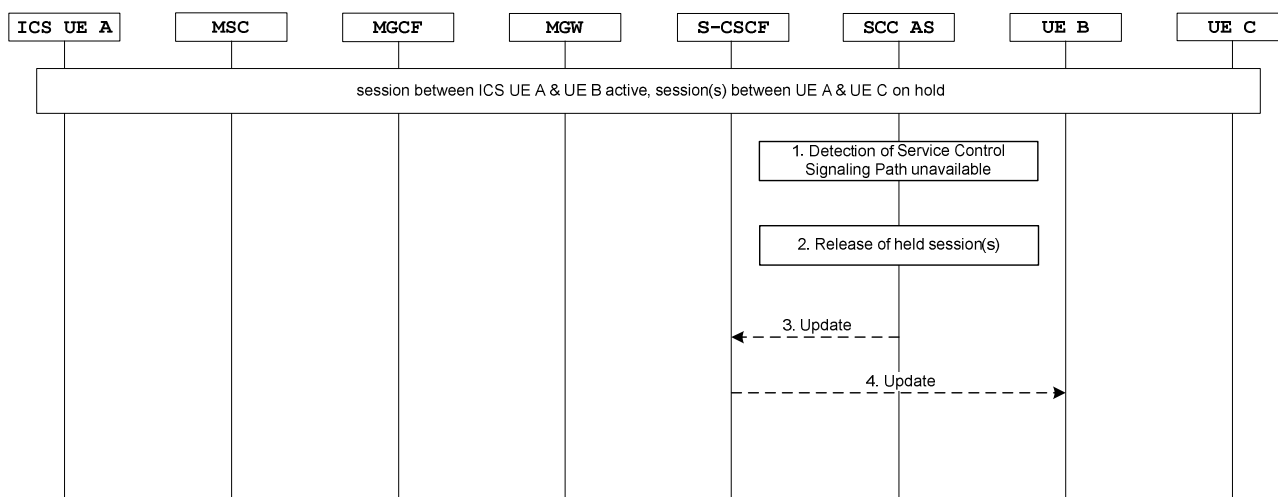 ICS UE A
MSC
MGCF
MGW
S-CSCF
SCC AS
UE B
UE C
session between ICS UE A & UE B active, session(s) between UE A & UE C on hold
1. Detection of Service Control
Signaling Path unavailable
2. Release of held session(s)
3. Update
4. Update